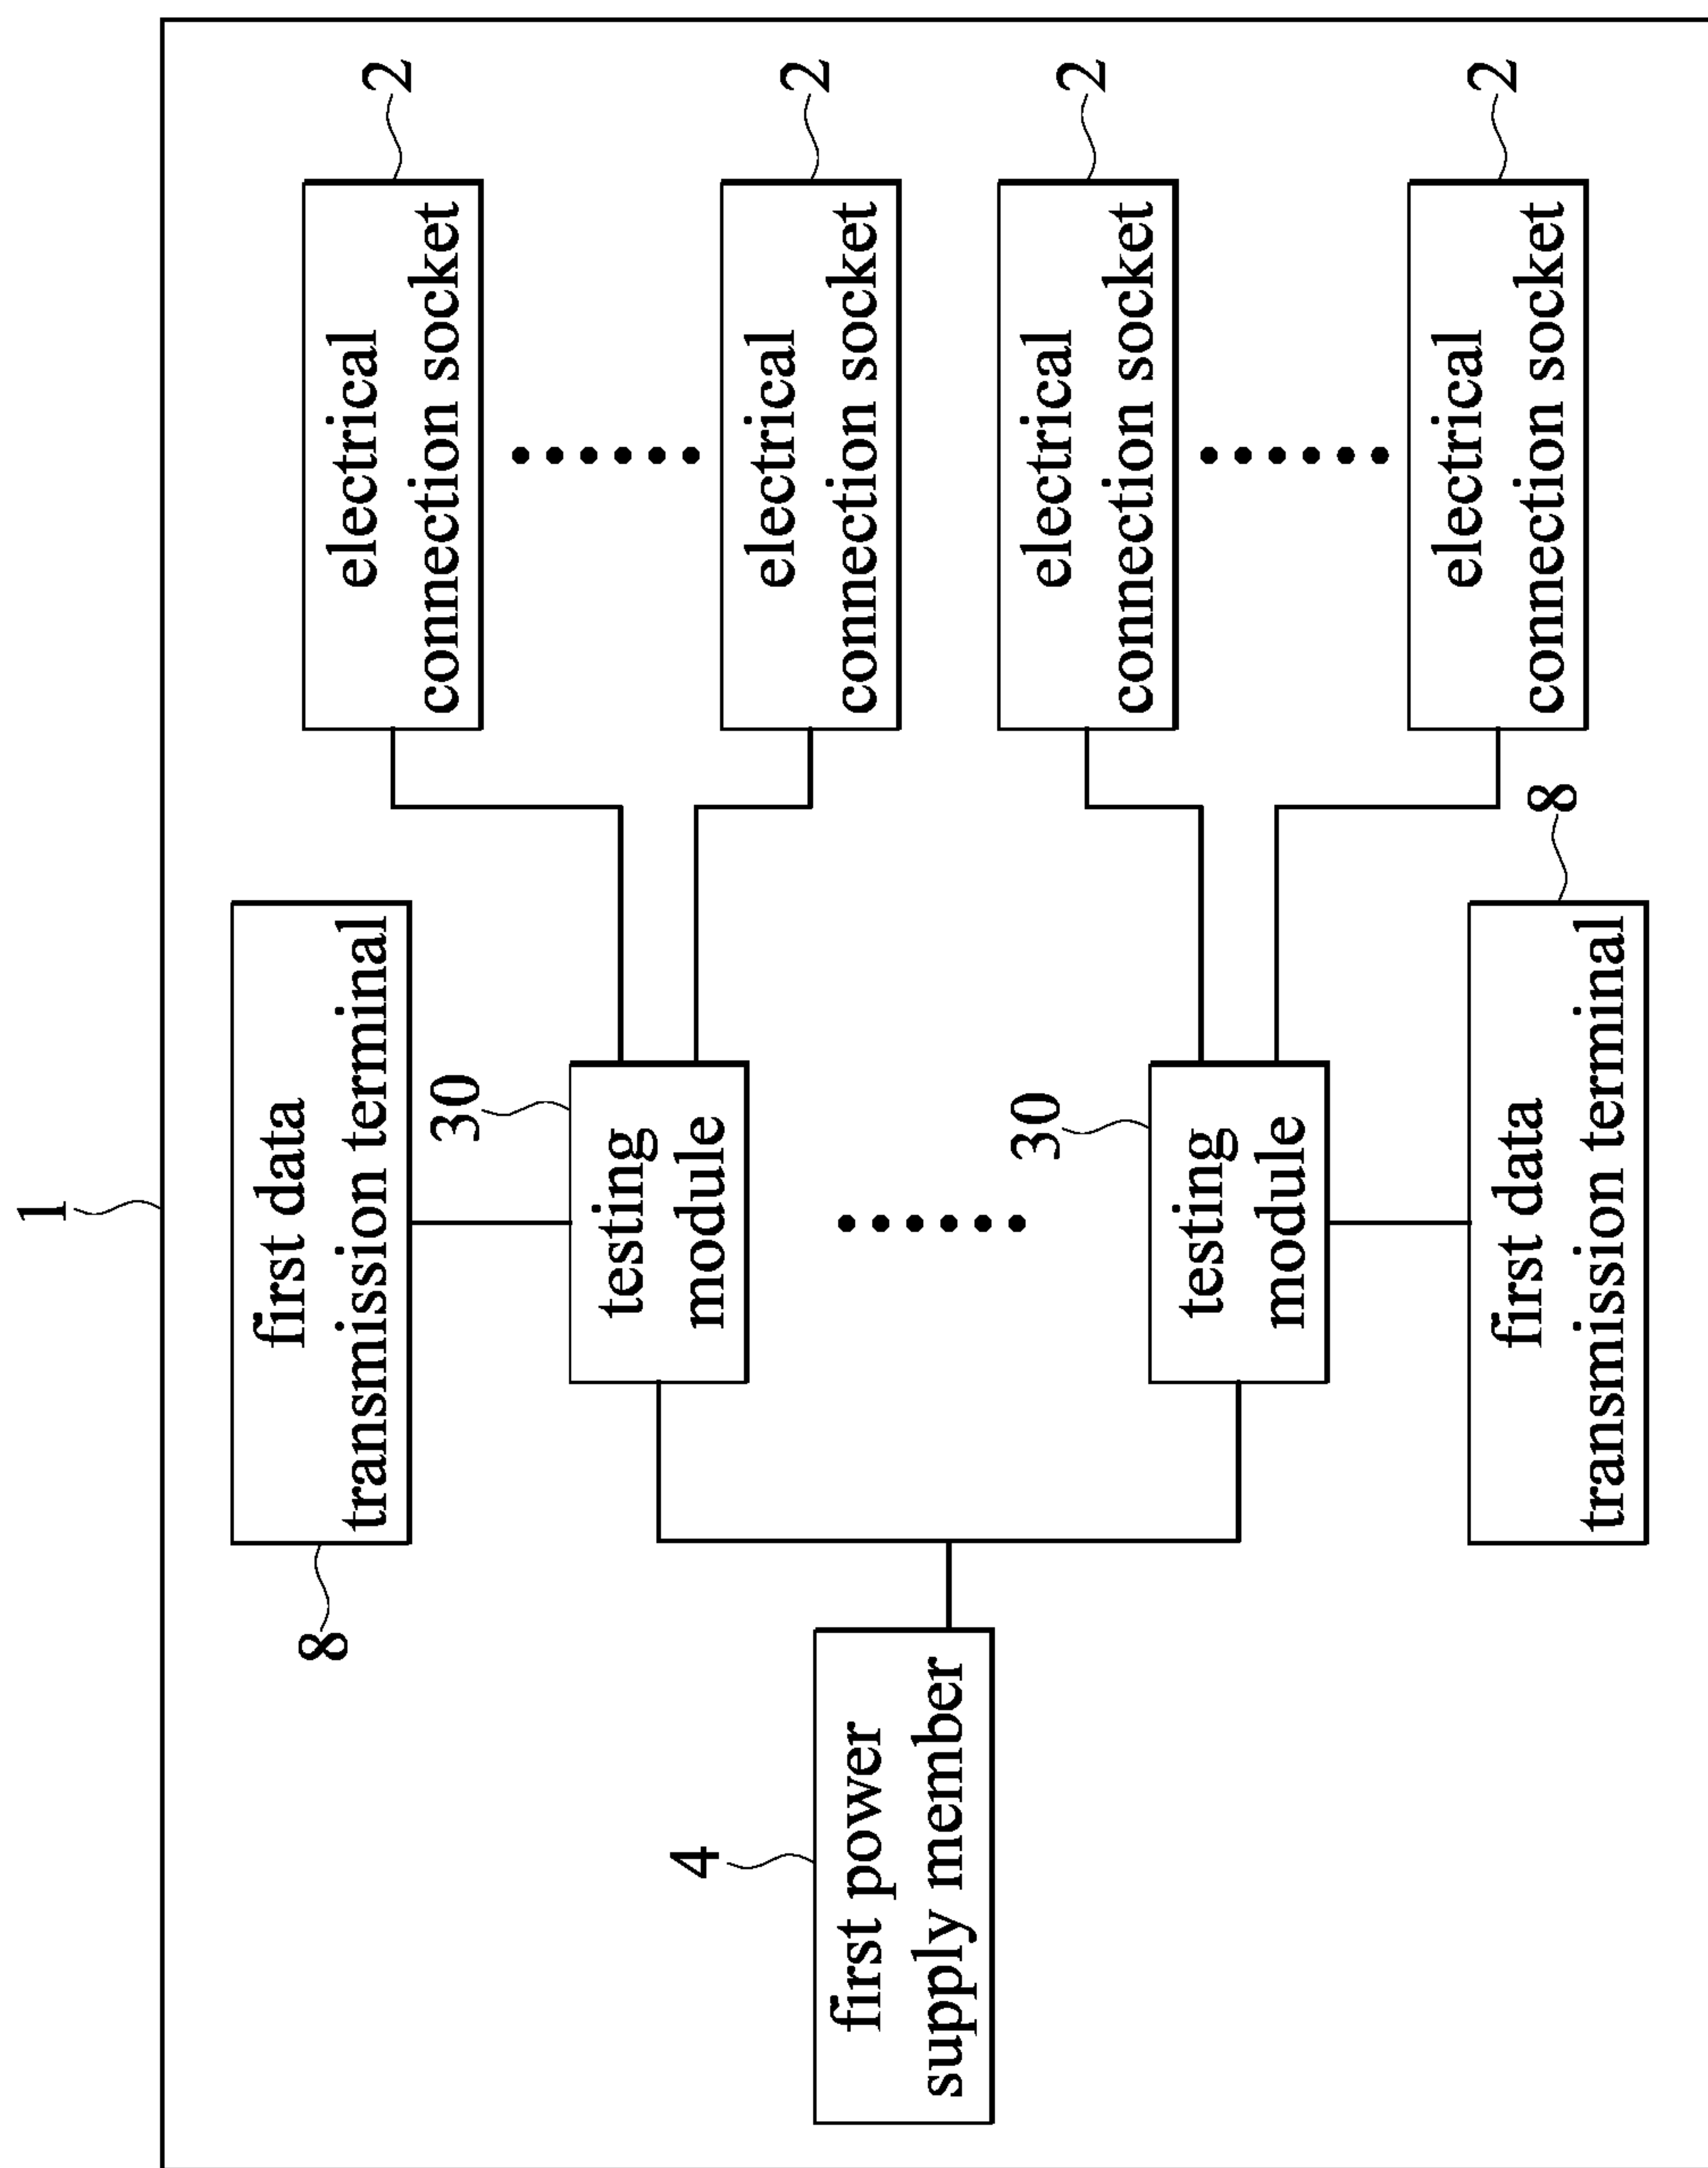 1
8
first data
transmission terminal
2
electrical
connection socket
30
testing
module
2
electrical
connection socket
4
first power
supply member
30
testing
module
2
electrical
connection socket
2
electrical
connection socket
8
first data
transmission terminal